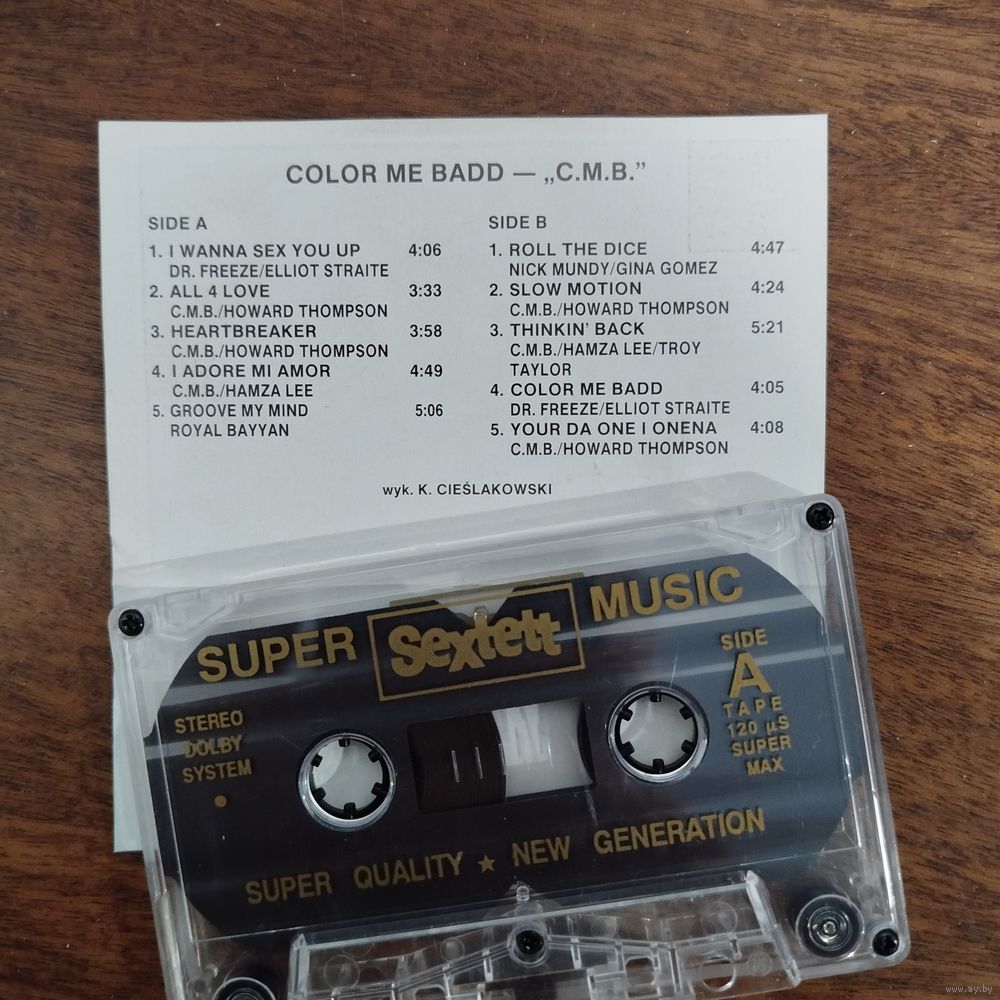 COLOR ME BADD — „C.M.B.”
SIDE A
1. I WANNA SEX YOU UP 4:06
DR. FREEZE/ELLIOT STRAITE
2. ALL 4 LOVE 3:33
C.M.B./HOWARD THOMPSON
3. HEARTBREAKER 3:58
C.M.B./HOWARD THOMPSON
4. I ADORE MI AMOR 4:49
C.M.B./HAMZA LEE
5. GROOVE MY MIND 5:06
ROYAL BAYYAN
SIDE B
1. ROLL THE DICE 4:47
NICK MUNDY/GINA GOMEZ
2. SLOW MOTION 4:24
C.M.B./HOWARD THOMPSON
3. THINKIN' BACK 5:21
C.M.B./HAMZA LEE/TROY
TAYLOR
4. COLOR ME BADD 4:05
DR. FREEZE/ELLIOT STRAITE
5. YOUR DA ONE I ONENA 4:08
C.M.B./HOWARD THOMPSON
wyk. K. CIEŚLAKOWSKI
SUPER Sextett MUSIC
STEREO
DOLBY
SYSTEM
SIDE
A
TAPE
120 µS
SUPER
MAX
SUPER QUALITY ★ NEW GENERATION
www.ay.by